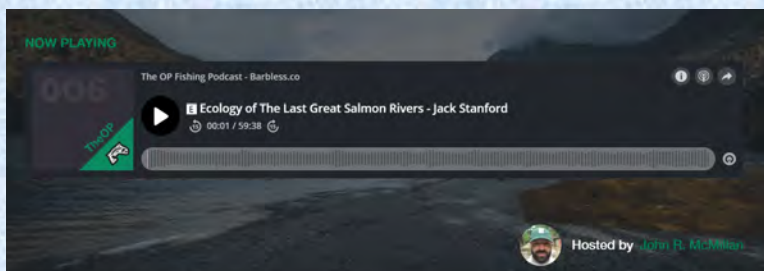 NOW PLAYING
006
The OP Fishing Podcast - Barbless.co
E Ecology of The Last Great Salmon Rivers - Jack Stanford
00:01 / 59:38
TheOP
Hosted by John R. McMillan